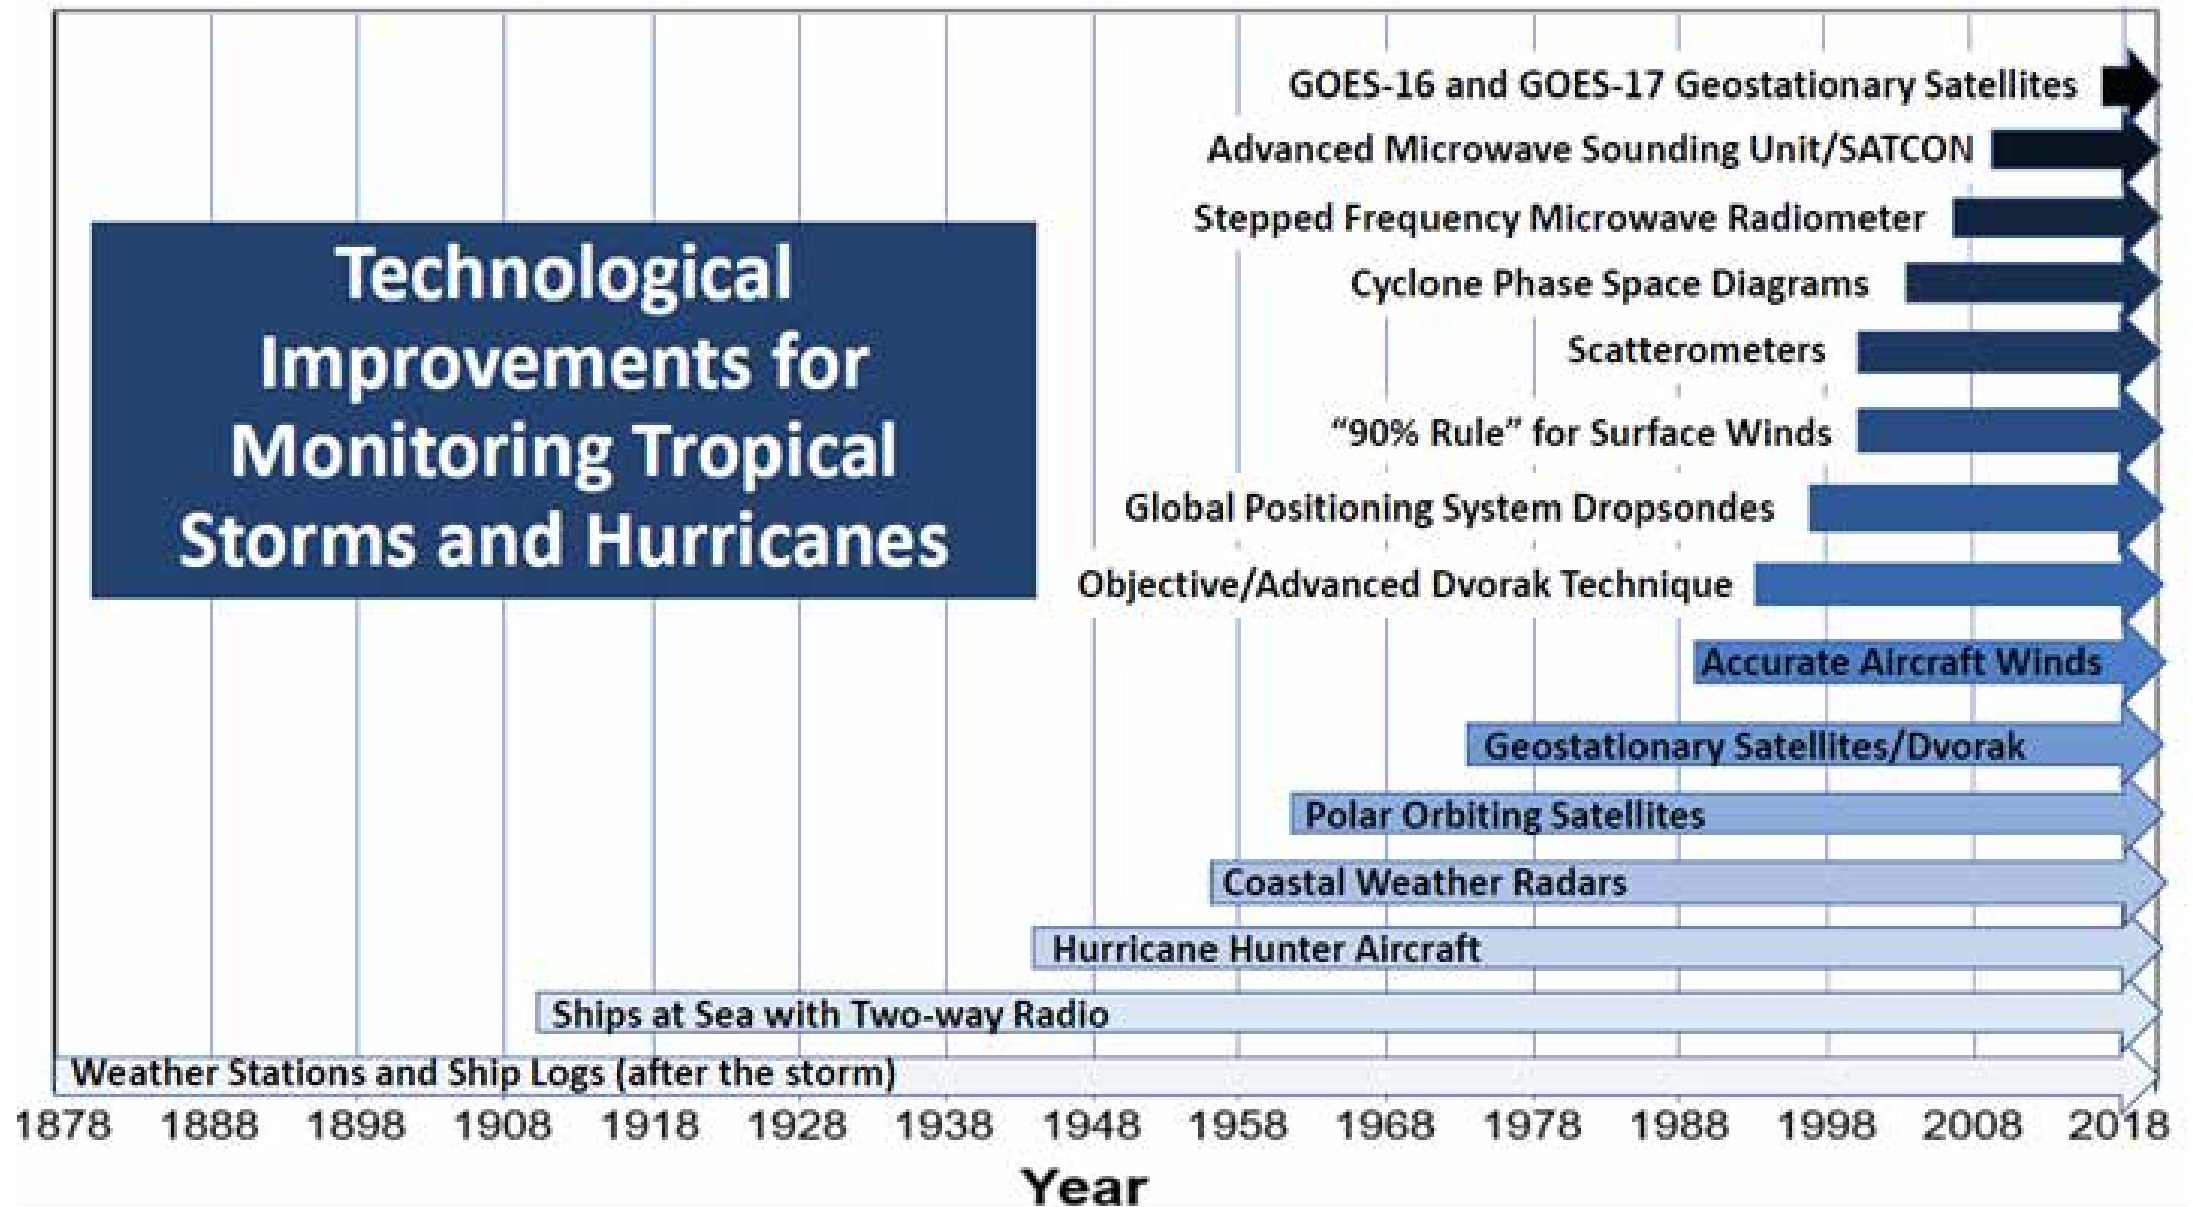 GOES-16 and GOES-17 Geostationary Satellites
Advanced Microwave Sounding Unit/SATCON
Stepped Frequency Microwave Radiometer
Cyclone Phase Space Diagrams
Scatterometers
“90% Rule” for Surface Winds
Global Positioning System Dropsondes
Objective/Advanced Dvorak Technique
Technological
Improvements for
Monitoring Tropical
Storms and Hurricanes
Accurate Aircraft Winds
Geostationary Satellites/Dvorak
Polar Orbiting Satellites
Coastal Weather Radars
Hurricane Hunter Aircraft
Ships at Sea with Two-way Radio
Weather Stations and Ship Logs (after the storm)
1878 1888 1898 1908 1918 1928 1938 1948 1958 1968 1978 1988 1998 2008 2018
Year